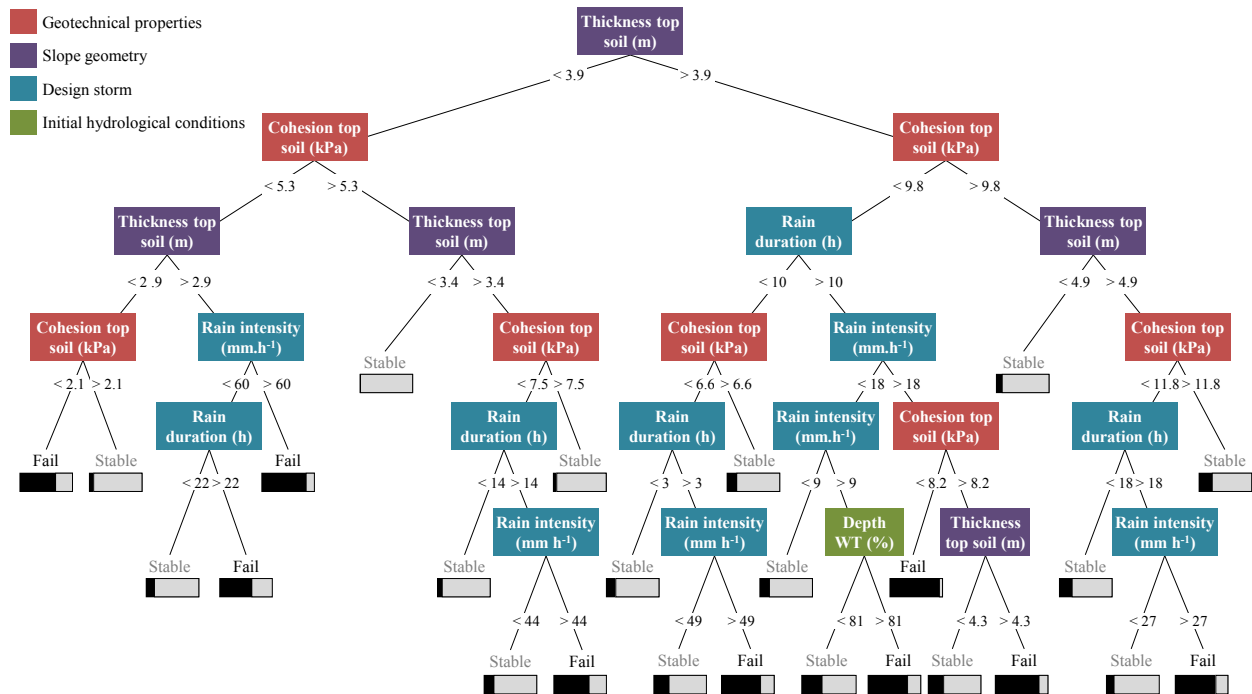 Geotechnical properties
Slope geometry
Design storm
Initial hydrological conditions
Thickness top
soil (m)
< 3.9
> 3.9
Cohesion top
soil (kPa)
Cohesion top
soil (kPa)
< 5.3
> 5.3
< 9.8
> 9.8
Thickness top
soil (m)
Thickness top
soil (m)
Rain
duration (h)
Thickness top
soil (m)
< 2 .9
> 2.9
< 3.4
> 3.4
< 10
> 10
< 4.9
> 4.9
Cohesion top
soil (kPa)
Rain intensity
(mm.h-1)
Stable
Cohesion top
soil (kPa)
Cohesion top
soil (kPa)
Rain intensity
(mm.h-1)
Stable
Cohesion top
soil (kPa)
< 2.1
> 2.1
< 60
> 60
< 7.5
> 7.5
< 6.6
> 6.6
< 18
> 18
< 11.8
> 11.8
Fail
Stable
Rain
duration (h)
Fail
Rain
duration (h)
Stable
Rain
duration (h)
Stable
Rain intensity
(mm.h-1)
Cohesion top
soil (kPa)
Rain
duration (h)
Stable
< 22
> 22
< 14
> 14
< 3
> 3
< 9
> 9
< 8.2
> 8.2
< 18
> 18
Stable
Fail
Stable
Rain intensity
(mm h-1)
Stable
Rain intensity
(mm h-1)
Stable
Depth
WT (%)
Fail
Thickness
top soil (m)
Stable
Rain intensity
(mm h-1)
< 44
> 44
< 49
> 49
< 81
> 81
< 4.3
> 4.3
< 27
> 27
Stable
Fail
Stable
Fail
Stable
Fail
Stable
Fail
Stable
Fail